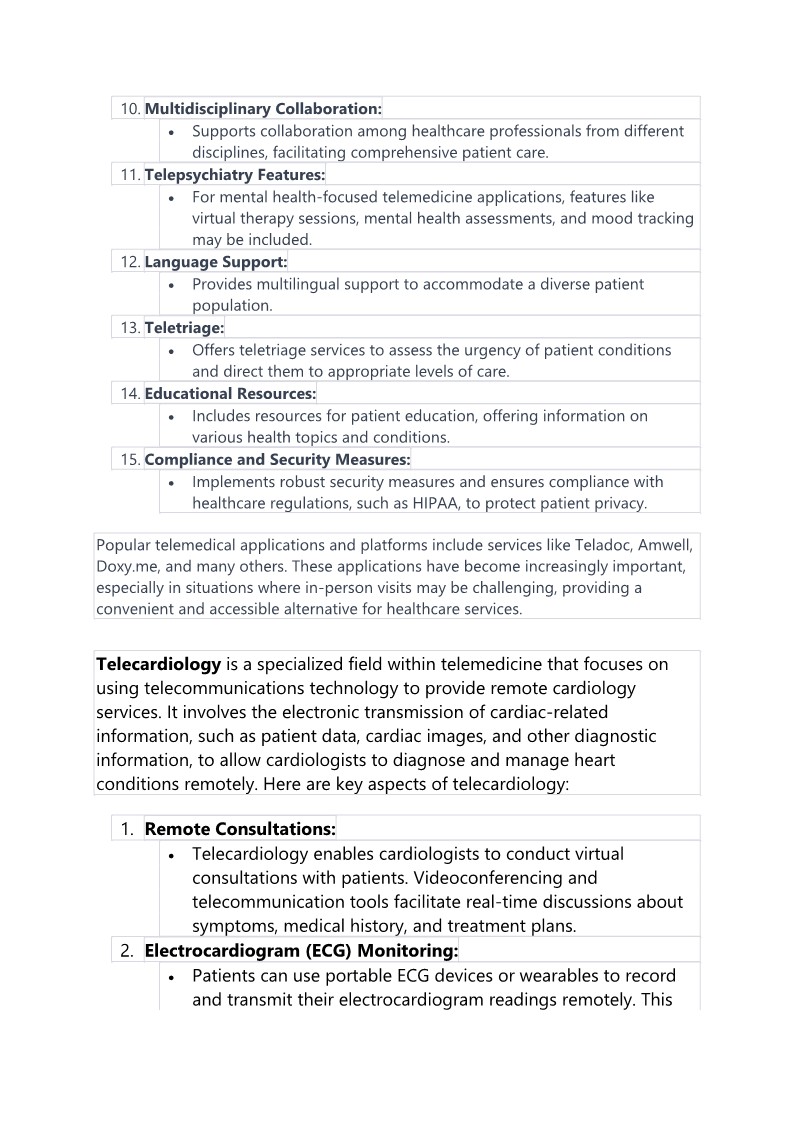 10. Multidisciplinary Collaboration:
• Supports collaboration among healthcare professionals from different
disciplines, facilitating comprehensive patient care.
11. Telepsychiatry Features:
• For mental health-focused telemedicine applications, features like
virtual therapy sessions, mental health assessments, and mood tracking
may be included.
12. Language Support:
• Provides multilingual support to accommodate a diverse patient
population.
13. Teletriage:
• Offers teletriage services to assess the urgency of patient conditions
and direct them to appropriate levels of care.
14. Educational Resources:
• Includes resources for patient education, offering information on
various health topics and conditions.
15. Compliance and Security Measures:
• Implements robust security measures and ensures compliance with
healthcare regulations, such as HIPAA, to protect patient privacy.
Popular telemedical applications and platforms include services like Teladoc, Amwell,
Doxy.me, and many others. These applications have become increasingly important,
especially in situations where in-person visits may be challenging, providing a
convenient and accessible alternative for healthcare services.
Telecardiology is a specialized field within telemedicine that focuses on
using telecommunications technology to provide remote cardiology
services. It involves the electronic transmission of cardiac-related
information, such as patient data, cardiac images, and other diagnostic
information, to allow cardiologists to diagnose and manage heart
conditions remotely. Here are key aspects of telecardiology:
1. Remote Consultations:
• Telecardiology enables cardiologists to conduct virtual
consultations with patients. Videoconferencing and
telecommunication tools facilitate real-time discussions about
symptoms, medical history, and treatment plans.
2. Electrocardiogram (ECG) Monitoring:
• Patients can use portable ECG devices or wearables to record
and transmit their electrocardiogram readings remotely. This